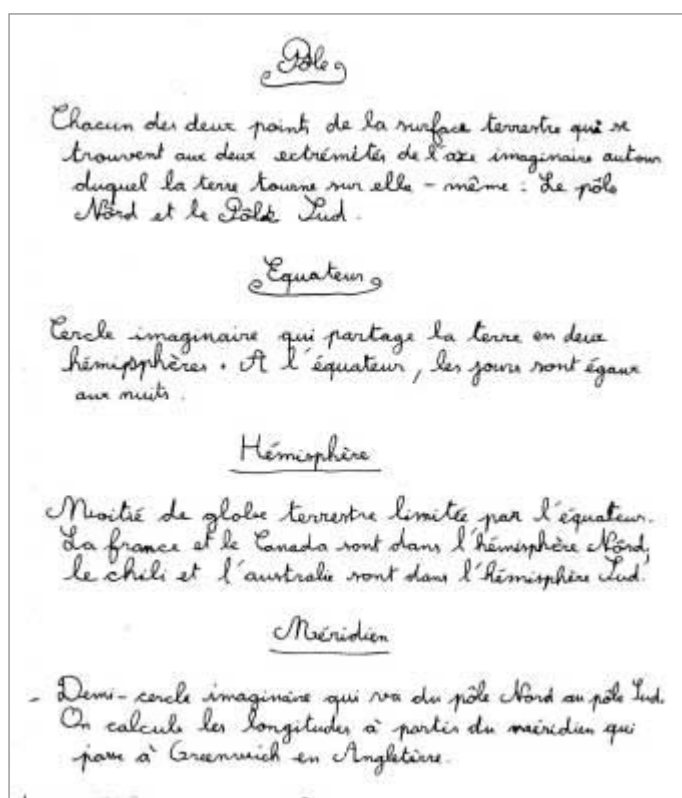 Pôle
Chacun des deux points de la surface terrestre qui se
trouvent aux deux ectrémités de l'axe imaginaire autour
duquel la terre tourne sur elle-même : Le pôle
Nôrd et le Pôle Sud.
Equateur
Cercle imaginaire qui partage la terre en deux
hémispphères. A l'équateur, les jours sont égaux
aux nuits.
Hémisphère
Moitié de globe terrestre limitée par l'équateur.
La france et le Canada sont dans l'hémisphère Nôrd,
le chili et l'australie sont dans l'hémisphère Sud.
Méridien
- Demi-cercle imaginaire qui va du pôle Nord au pôle Sud.
On calcule les longitudes à partir du méridien qui
passe à Greenwich en Angleterre.